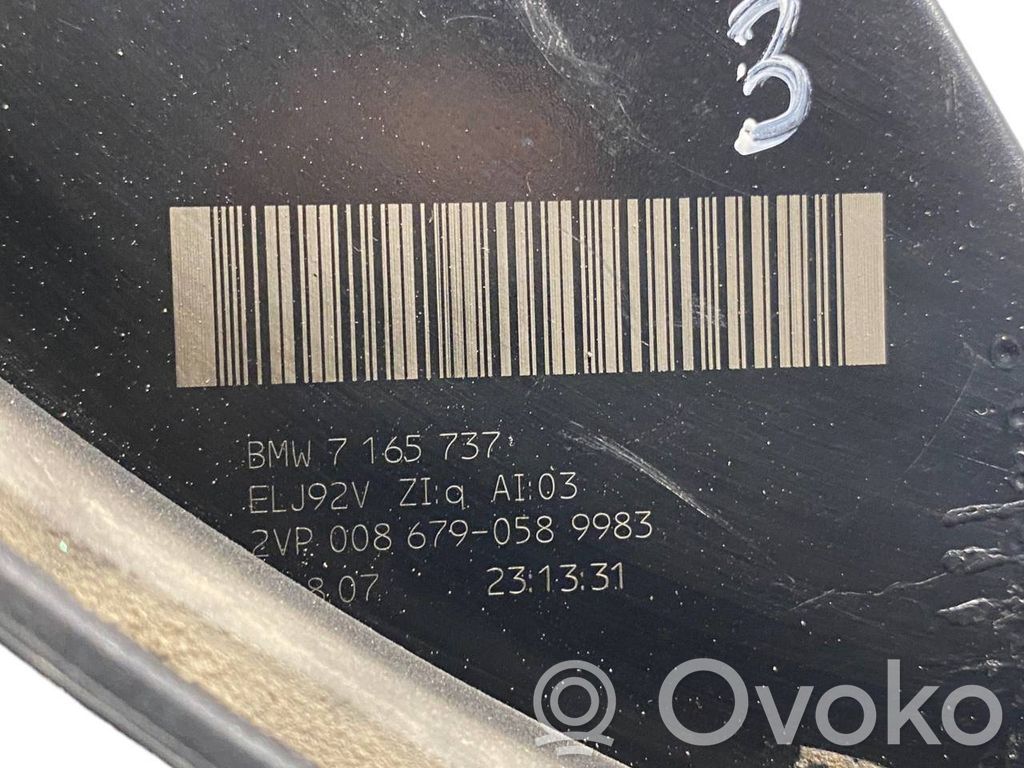 3
BMW 7 165 737
ELJ92V ZI:q AI:03
2VP 008 679-058 9983
8.07 23:13:31
© Ovoko